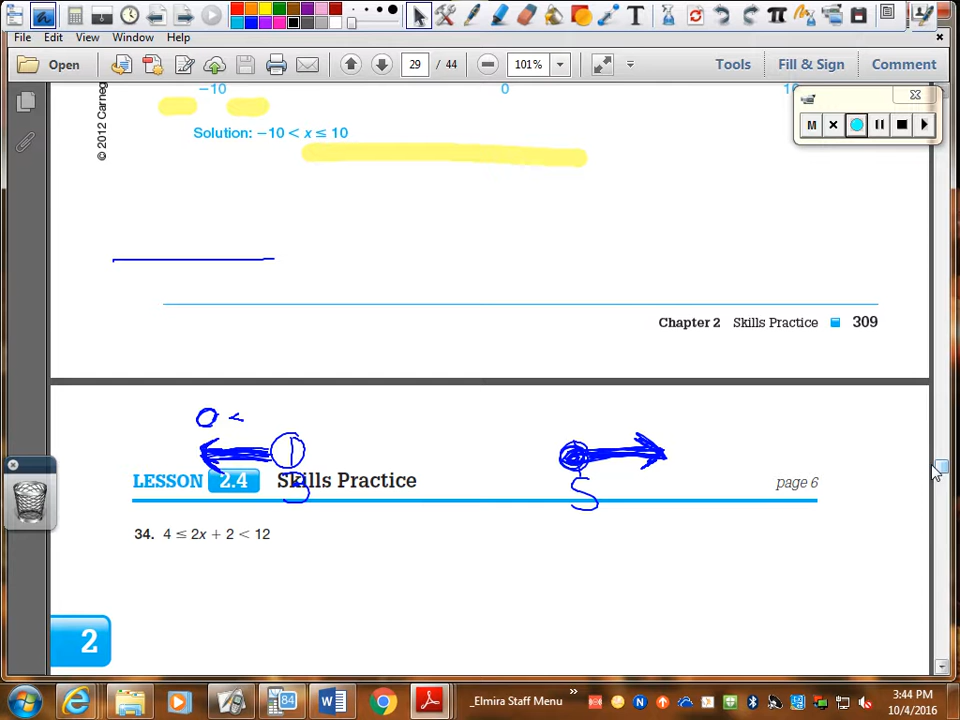 File Edit View Window Help
Open 29 / 44 101% Tools Fill & Sign Comment
M
© 2012 Carneg
−10 0 10
Solution: −10 < x ≤ 10
Chapter 2 Skills Practice 309
0 <
LESSON 2.4 Skills Practice page 6
5
34. 4 ≤ 2x + 2 < 12
2
84 _Elmira Staff Menu 3:44 PM
10/4/2016